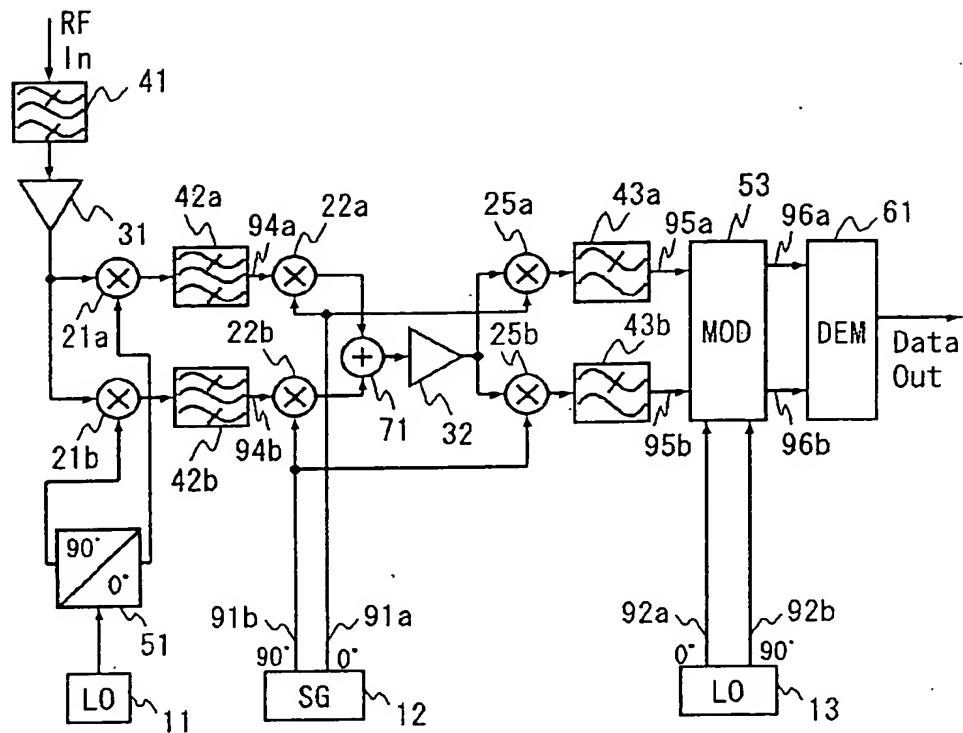 RF
In
41
31
42a
94a
22a
25a
43a
95a
53
96a
61
21a
22b
71
32
25b
43b
MOD
DEM
Data
Out
21b
42b
94b
95b
96b
90°
0°
51
91b
91a
90°
0°
92a
92b
0°
90°
LO
11
SG
12
LO
13